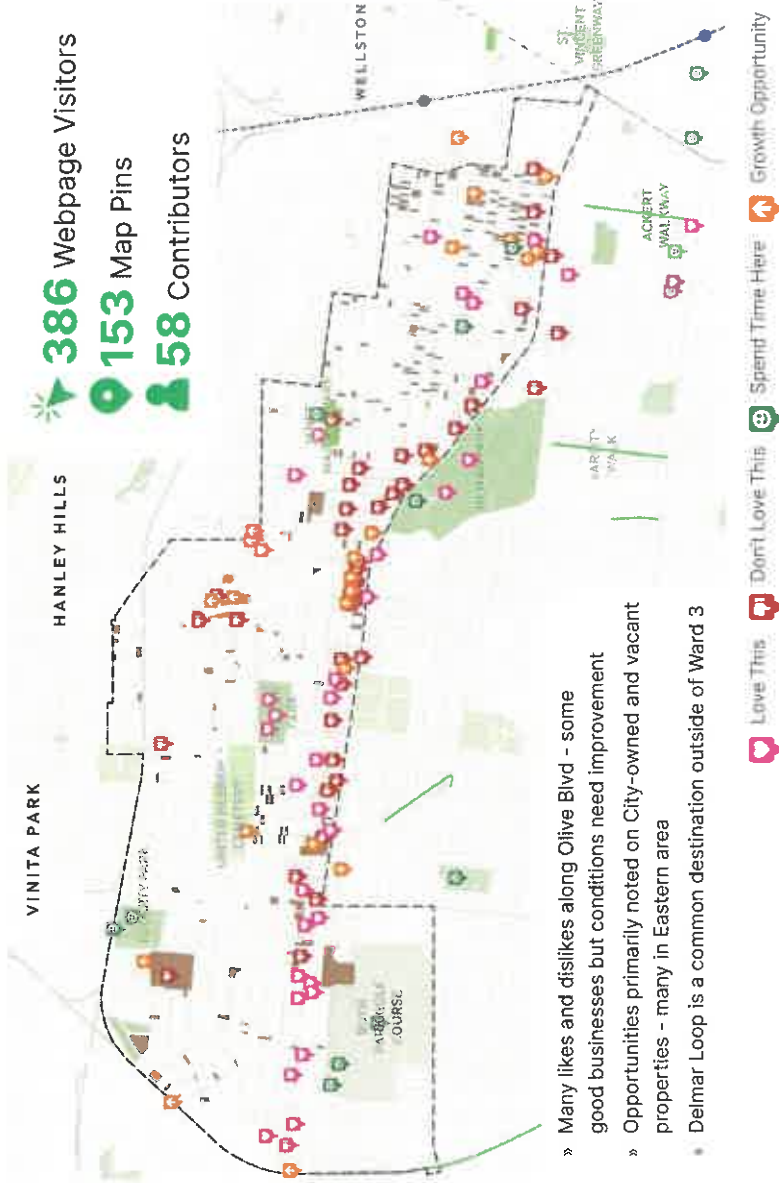 386 Webpage Visitors
153 Map Pins
58 Contributors
VINITA PARK
HANLEY HILLS
WELLSTON
ST.
VINCENT
GREENWAY
ACKERT
WALKWAY
WALK
» Many likes and dislikes along Olive Blvd - some
good businesses but conditions need improvement
» Opportunities primarily noted on City-owned and vacant
properties - many in Eastern area
» Delmar Loop is a common destination outside of Ward 3
Love This
Don't Love This
Spend Time Here
Growth Opportunity